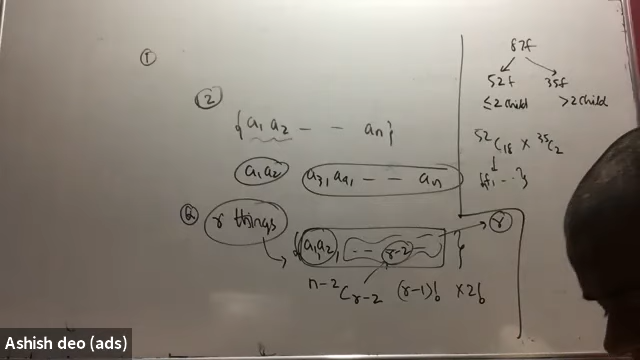 ①
②
{a₁ a₂ - - aₙ}
a₁a₂ a₃, a₄, - - aₙ
Q r things
{a₁a₂, -- r-2 } r
ⁿ⁻²Cᵣ₋₂ (r-1)! × 2!
87f
52f 35f
≤2 child >2 child
⁵²C₁₈ × ³⁵C₂
{f₁ - - }
Ashish deo (ads)